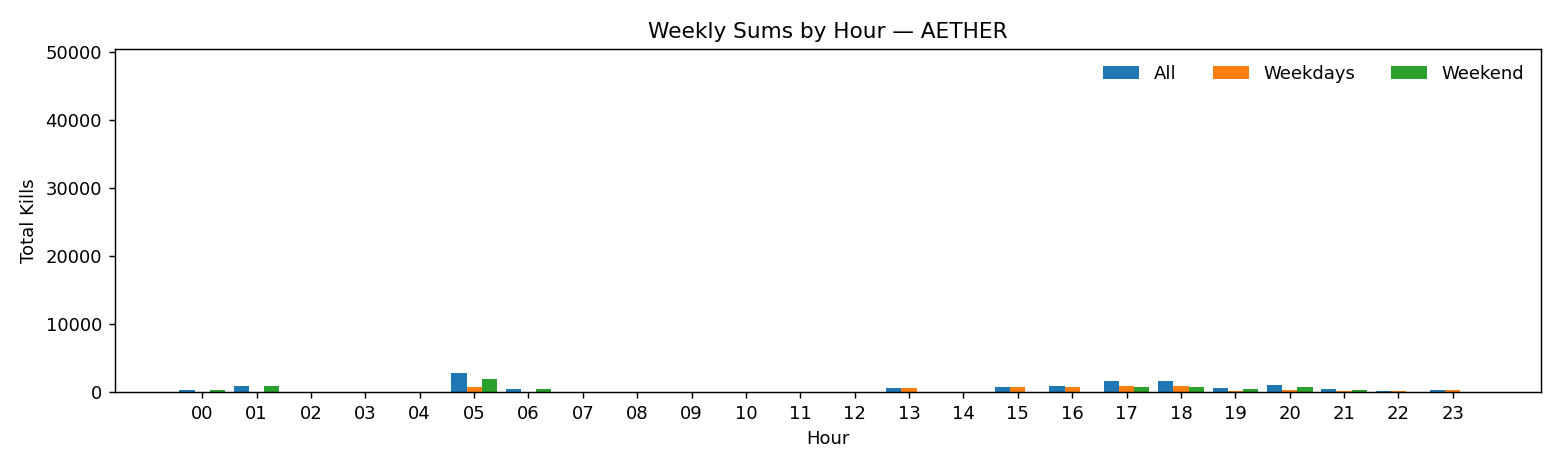 Weekly Sums by Hour — AETHER
All Weekdays Weekend
Total Kills
50000
40000
30000
20000
10000
0
00 01 02 03 04 05 06 07 08 09 10 11 12 13 14 15 16 17 18 19 20 21 22 23
Hour